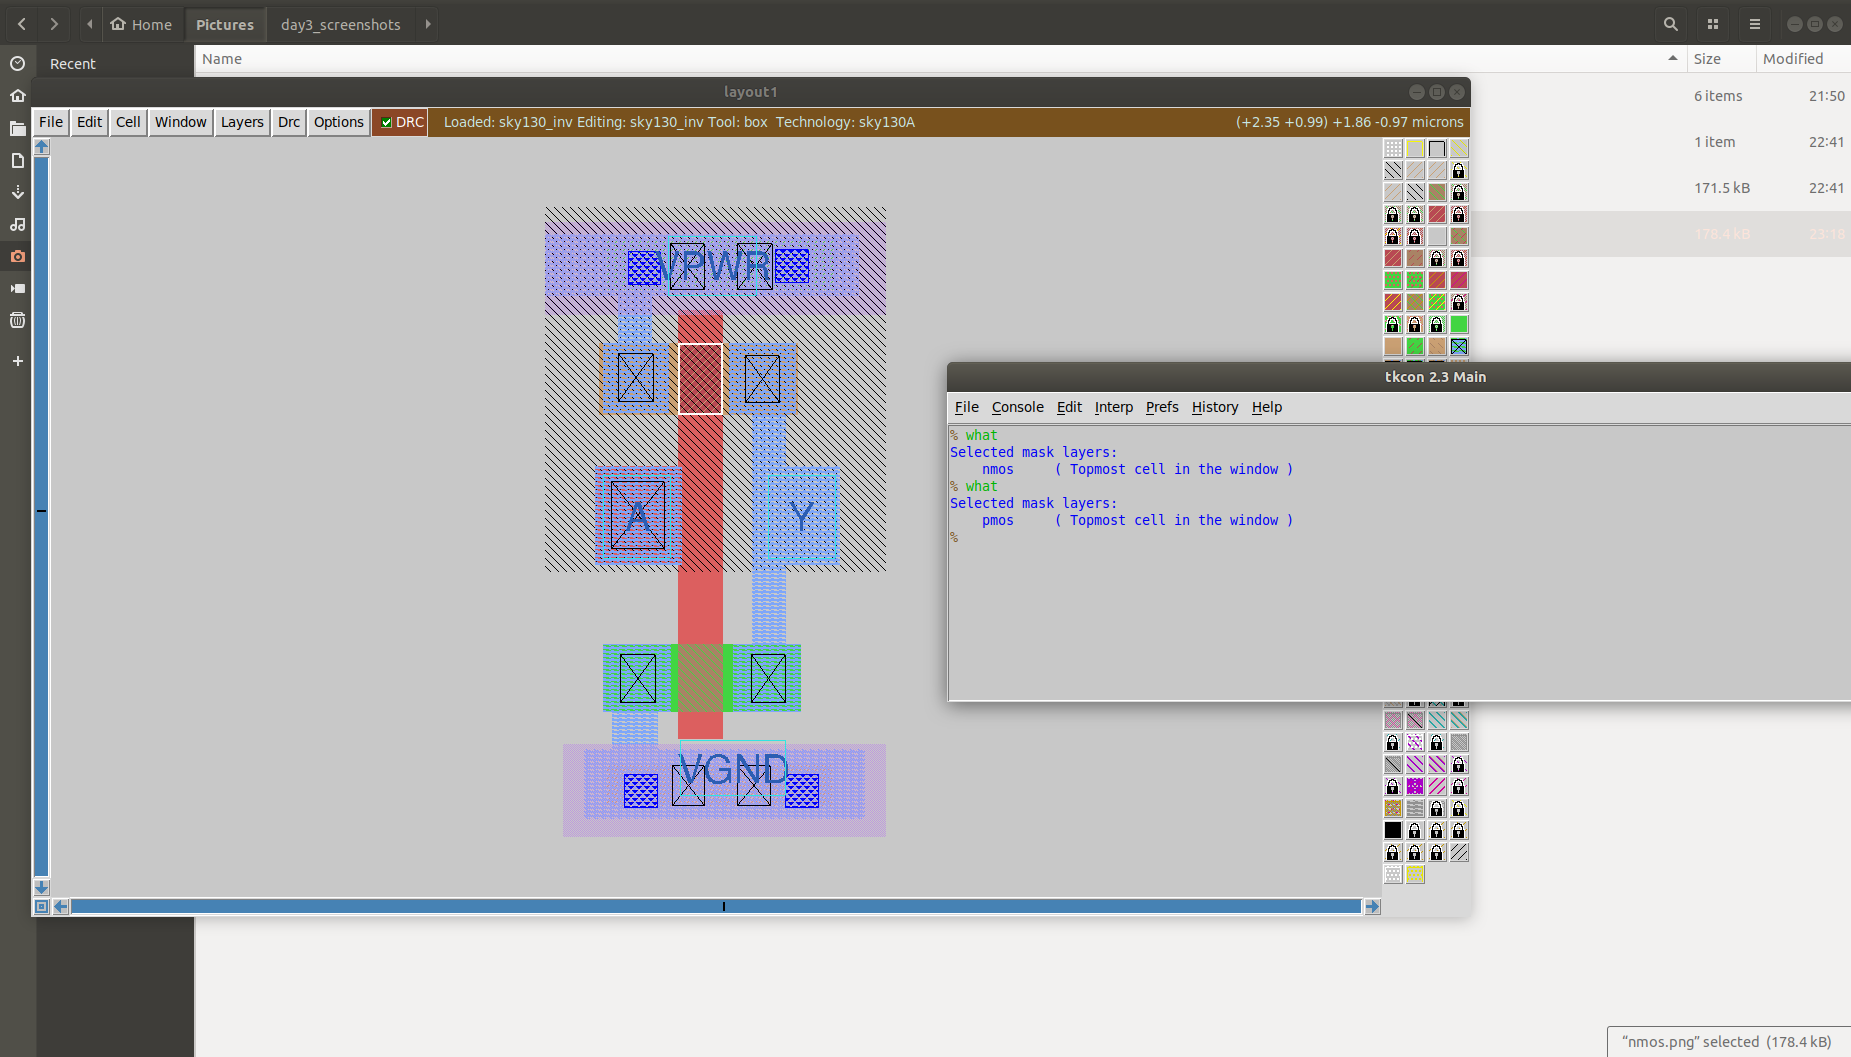 Home
Pictures
day3_screenshots
Recent
Name
Size
Modified
6 items
21:50
1 item
22:41
171.5 kB
22:41
178.4 kB
23:18
layout1
File
Edit
Cell
Window
Layers
Drc
Options
DRC
Loaded: sky130_inv Editing: sky130_inv Tool: box  Technology: sky130A
(+2.35 +0.99) +1.86 -0.97 microns
VPWR
A
Y
VGND
tkcon 2.3 Main
File
Console
Edit
Interp
Prefs
History
Help
% what
Selected mask layers:
    nmos     ( Topmost cell in the window )
% what
Selected mask layers:
    pmos     ( Topmost cell in the window )
%
“nmos.png” selected  (178.4 kB)